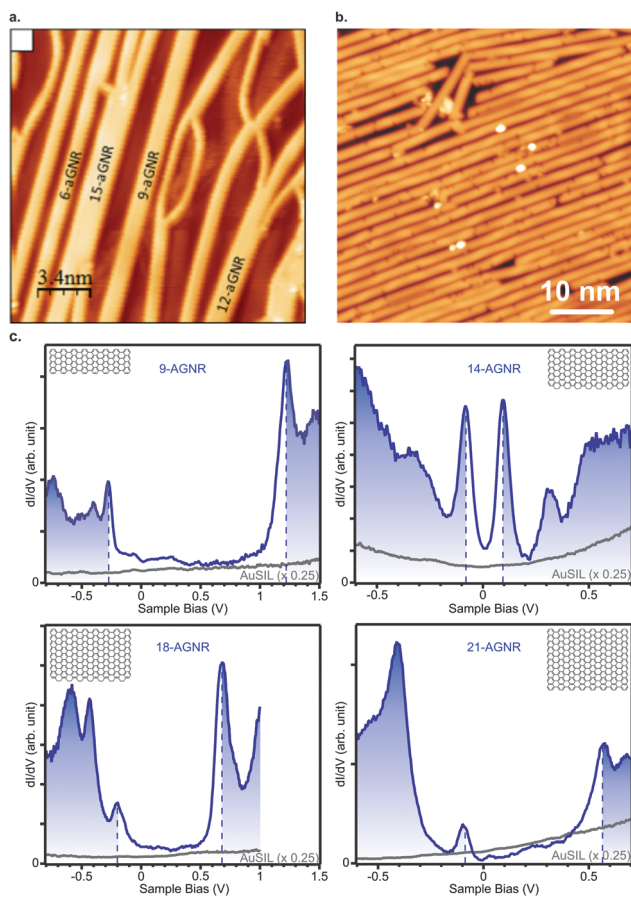 a.
b.
6-aGNR
15-aGNR
9-aGNR
12-aGNR
3.4nm
10 nm
c.
9-AGNR
dI/dV (arb. unit)
0
AuSIL (x 0.25)
-0.5
0
0.5
1
1.5
Sample Bias (V)
14-AGNR
dI/dV (arb. unit)
0
AuSIL (x 0.25)
-0.5
0
0.5
Sample Bias (V)
18-AGNR
dI/dV (arb. unit)
0
AuSIL (x 0.25)
-0.5
0
0.5
1
1.5
Sample Bias (V)
21-AGNR
dI/dV (arb. unit)
0
AuSIL (x 0.25)
-0.5
0
0.5
Sample Bias (V)